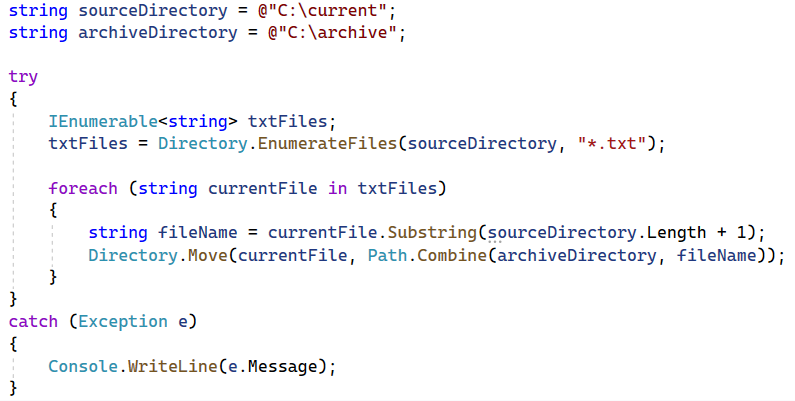 string sourceDirectory = @"C:\current";
string archiveDirectory = @"C:\archive";

try
{
    IEnumerable<string> txtFiles;
    txtFiles = Directory.EnumerateFiles(sourceDirectory, "*.txt");

    foreach (string currentFile in txtFiles)
    {
        string fileName = currentFile.Substring(sourceDirectory.Length + 1);
        Directory.Move(currentFile, Path.Combine(archiveDirectory, fileName));
    }
}
catch (Exception e)
{
    Console.WriteLine(e.Message);
}